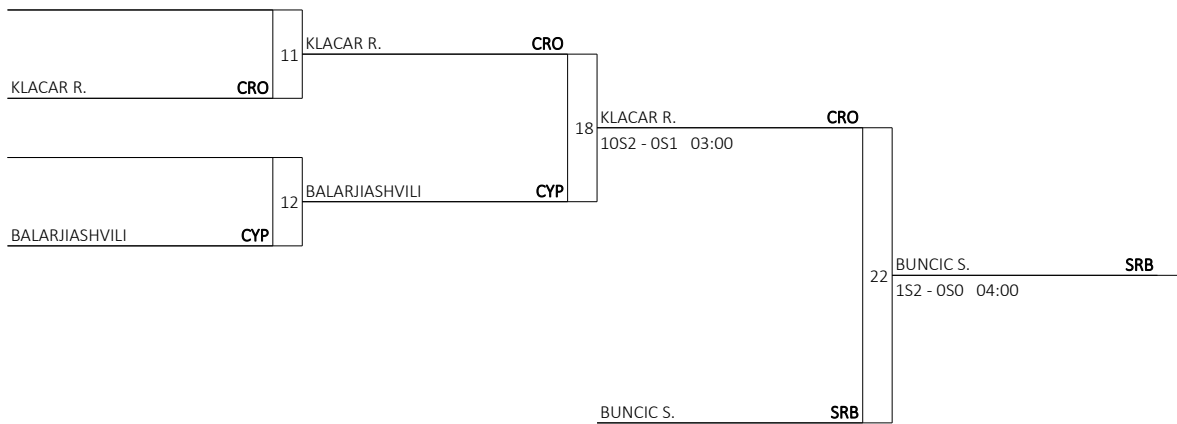 KLACAR R. CRO
11
KLACAR R. CRO
12
BALARJIASHVILI CYP
BALARJIASHVILI CYP
18
KLACAR R. CRO
10S2 - 0S1 03:00
22
BUNCIC S. SRB
1S2 - 0S0 04:00
BUNCIC S. SRB